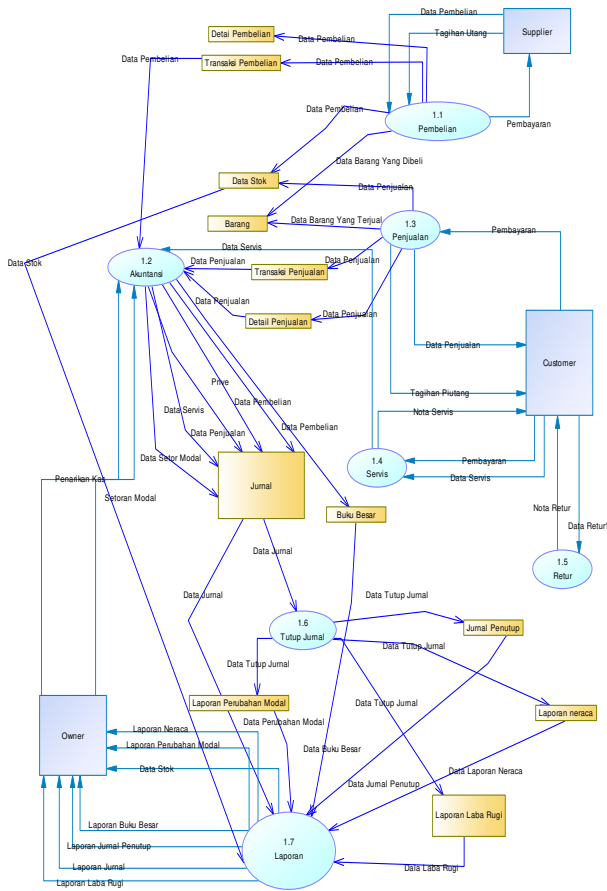 Data Pembelian
Supplier
Detai Pembelian
Tagihan Utang
Data Pembelian
Data Pembelian
Transaksi Pembelian
Data Pembelian
Data Pembelian
1.1
Pembelian
Pembayaran
Data Barang Yang Dibeli
Data Stok
Data Penjualan
Barang
Data Barang Yang Terjual
1.3
Penjualan
Pembayaran
Data Servis
Data Stok
1.2
Akuntansi
Data Penjualan
Transaksi Penjualan
Data Penjualan
Data Penjualan
Detail Penjualan
Data Penjualan
Data Penjualan
Customer
Prive
Tagihan Piutang
Data Pembelian
Data Servis
Nota Servis
Data Penjualan
Data Pembelian
Data Setor Modal
1.4
Servis
Pembayaran
Data Servis
Penarikan Kas
Jurnal
Setoran Modal
Nota Retur
Buku Besar
Data Returf
Data Jurnal
1.5
Retur
Data Jurnal
Data Tutup Jurnal
1.6
Tutup Jurnal
Jurnal Penutup
Data Tutup Jurnal
Data Tutup Jurnal
Laporan Perubahan Modal
Data Tutup Jurnal
Laporan neraca
Data Perubahan Modal
Laporan Neraca
Owner
Laporan Perubahan Modal
Data Buku Besar
Data Stok
Data Laporan Neraca
Data Jurnal Penutup
Laporan Laba Rugi
Laporan Buku Besar
Laporan Jurnal Penutup
1.7
Laporan
Laporan Jurnal
Data Laba Rugi
Laporan Laba Rugi